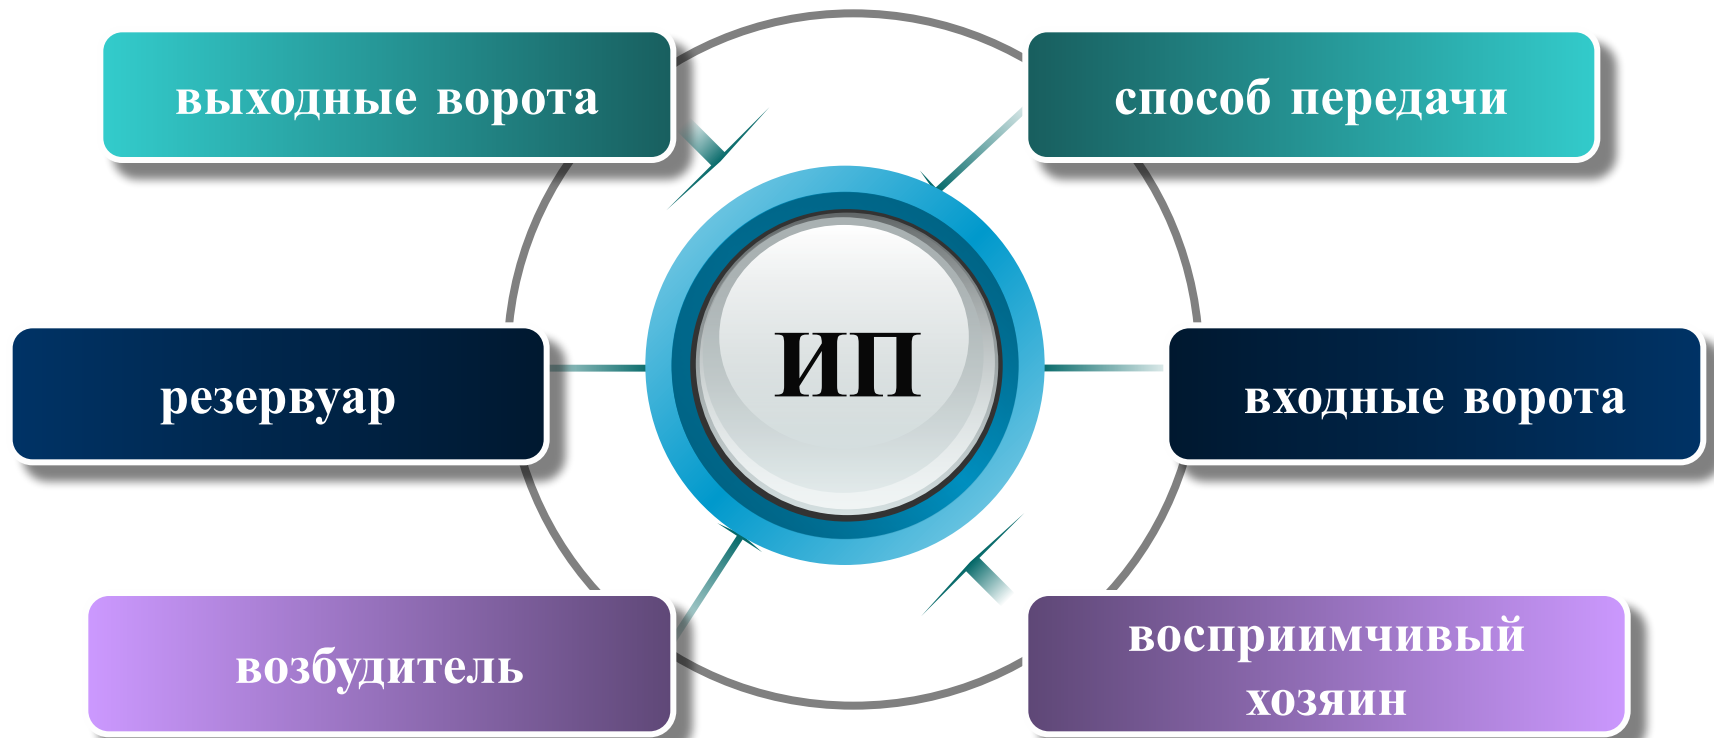 выходные ворота
способ передачи
ИП
резервуар
входные ворота
возбудитель
восприимчивый
хозяин